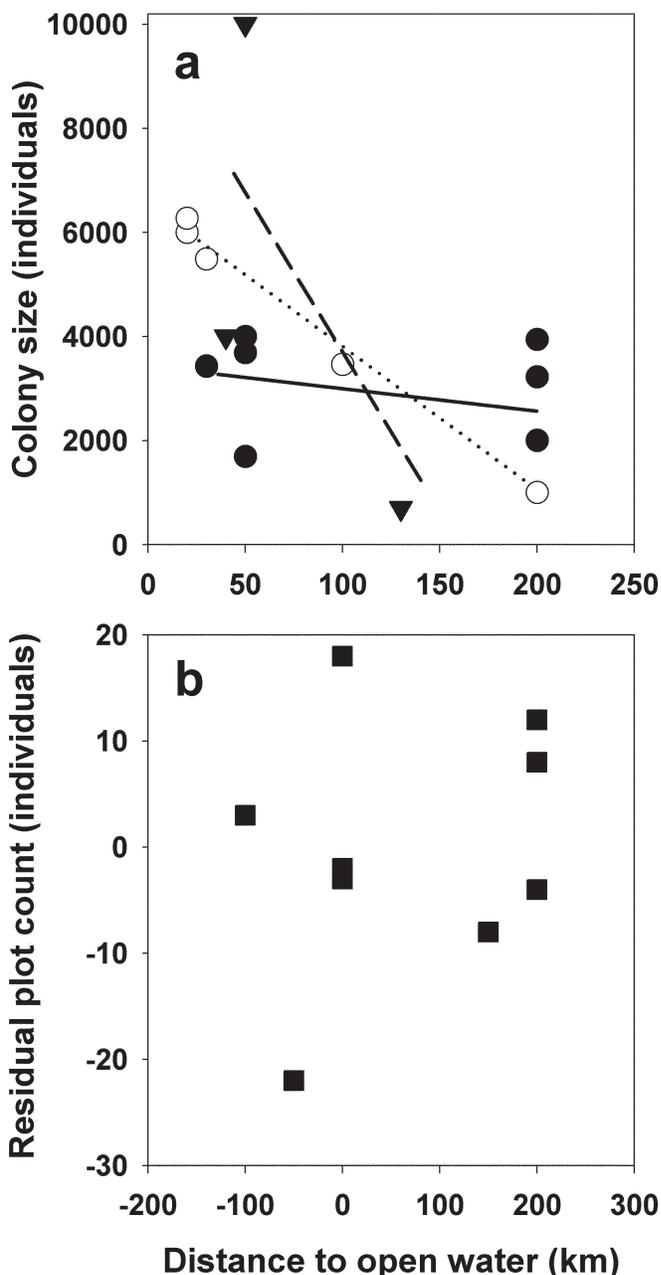 a
Colony size (individuals)
10000
8000
6000
4000
2000
0
0 50 100 150 200 250
b
Residual plot count (individuals)
20
10
0
-10
-20
-30
-200 -100 0 100 200 300
Distance to open water (km)